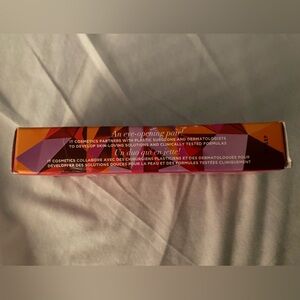 An eye-opening pair!
IT COSMETICS PARTNERS WITH PLASTIC SURGEONS AND DERMATOLOGISTS
TO DEVELOP SKIN-LOVING SOLUTIONS AND CLINICALLY TESTED FORMULAS
Un duo qui en jette!
IT COSMETICS COLLABORE AVEC DES CHIRURGIENS PLASTICIENS ET DES DERMATOLOGUES POUR
DÉVELOPPER DES SOLUTIONS DOUCES POUR LA PEAU ET DES FORMULES TESTÉES CLINIQUEMENT